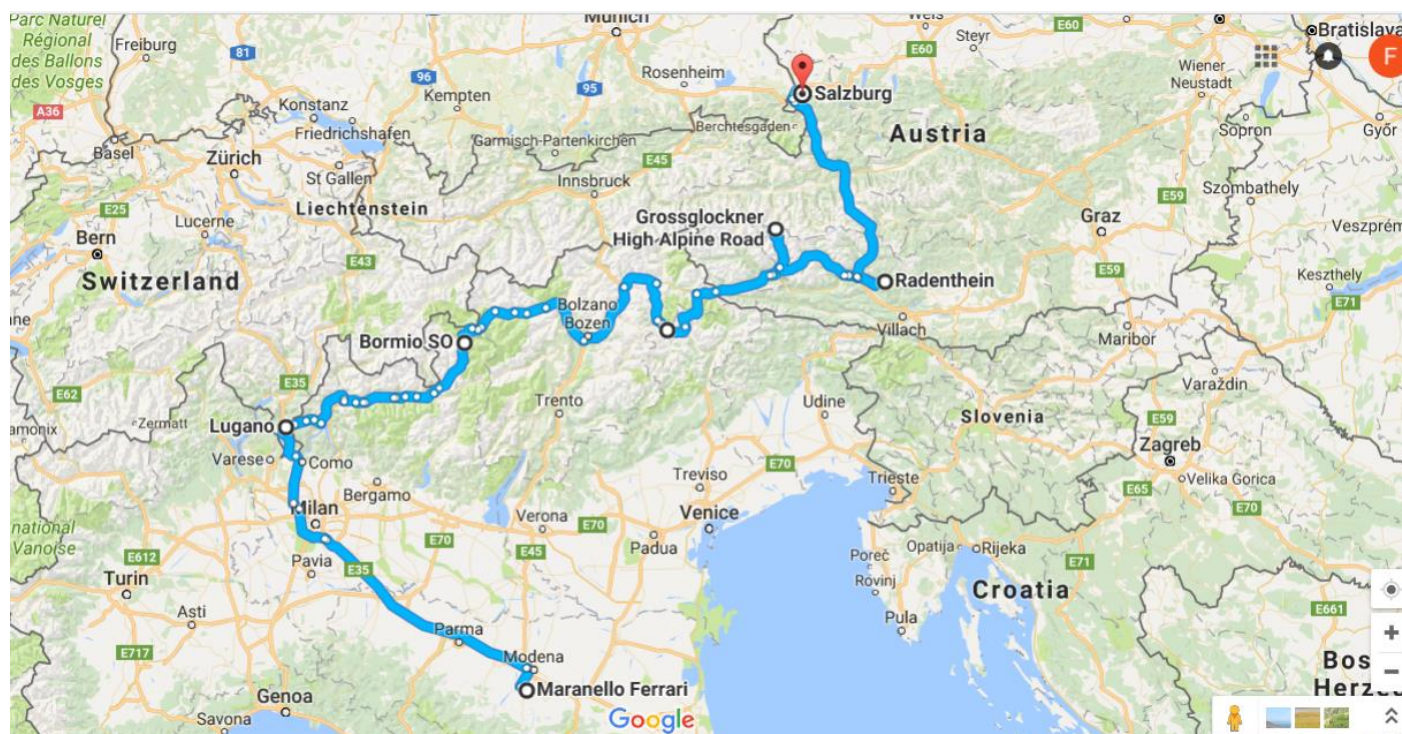 Parc Naturel
Régional
des Ballons
des Vosges
Freiburg
81
Munich
96
95
Rosenheim
Kempten
Konstanz
Friedrichshafen
A36
Basel
Zürich
St Gallen
Liechtenstein
Garmisch-Partenkirchen
Berchtesgaden
Innsbruck
E45
Salzburg
Wels
E60
Steyr
E60
Bratislava
F
Wiener
Neustadt
Sopron
Győr
Austria
E59
Szombathely
Veszprém
Graz
E59
E25
Lucerne
Bern
Switzerland
E43
Grossglockner
High Alpine Road
Radenthein
Keszthely
E71
Bolzano
Bozen
Villach
Maribor
Bormio SO
E62
E35
Trento
Udine
Slovenia
Varaždin
E59
Zagreb
Velika Gorica
Zermatt
Lugano
Varese
Como
Bergamo
Milan
Treviso
E70
Trieste
E65
E70
Verona
E70
Venice
Padua
E70
E45
E612
Pavia
E35
Turin
Asti
Poreč
Opatija
Rijeka
Rovinj
E71
Croatia
Pula
E661
E717
Parma
Modena
Maranello Ferrari
Genoa
Savona
Google